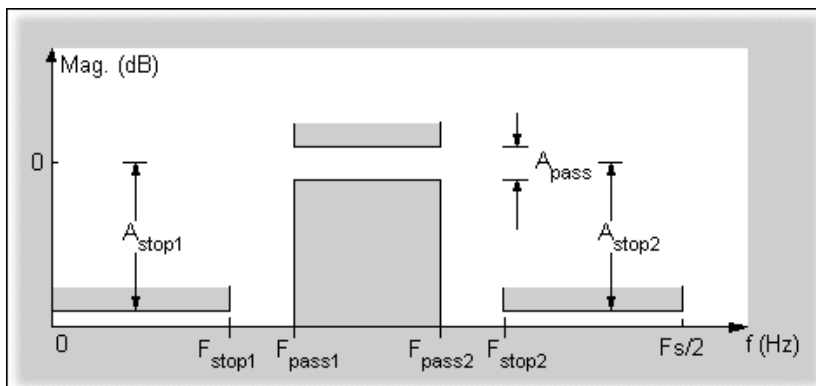 Mag. (dB)
0
A_pass
A_stop1
A_stop2
0
F_stop1
F_pass1
F_pass2
F_stop2
Fs/2
f (Hz)